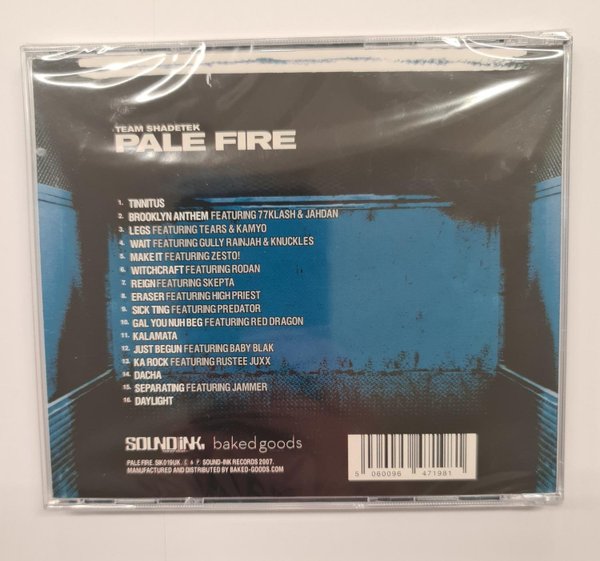 TEAM SHADETEK
PALE FIRE
1. TINNITUS
2. BROOKLYN ANTHEM FEATURING 77KLASH & JAHDAN
3. LEGS FEATURING TEARS & KAMYO
4. WAIT FEATURING GULLY RAINJAH & KNUCKLES
5. MAKE IT FEATURING ZESTO!
6. WITCHCRAFT FEATURING RODAN
7. REIGN FEATURING SKEPTA
8. ERASER FEATURING HIGH PRIEST
9. SICK TING FEATURING PREDATOR
10. GAL YOU NUH BEG FEATURING RED DRAGON
11. KALAMATA
12. JUST BEGUN FEATURING BABY BLAK
13. KA ROCK FEATURING RUSTEE JUXX
14. DACHA
15. SEPARATING FEATURING JAMMER
16. DAYLIGHT
SOUND-INK
baked goods
PALE FIRE. SIK019UK. © & ℗ SOUND-INK RECORDS 2007.
MANUFACTURED AND DISTRIBUTED BY BAKED-GOODS.COM
5 060096 471981